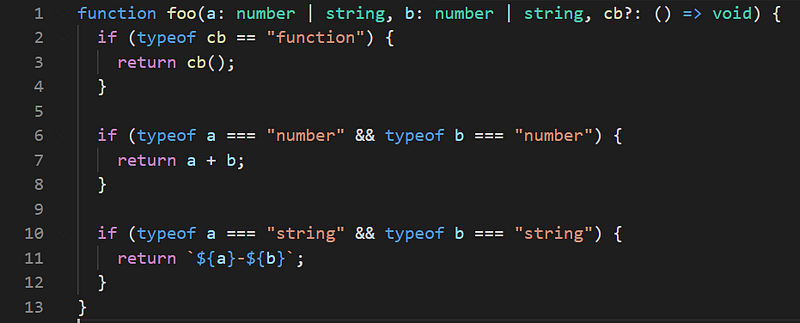 1 function foo(a: number | string, b: number | string, cb?: () => void) {
2   if (typeof cb == "function") {
3     return cb();
4   }
5
6   if (typeof a === "number" && typeof b === "number") {
7     return a + b;
8   }
9
10   if (typeof a === "string" && typeof b === "string") {
11     return `${a}-${b}`;
12   }
13 }